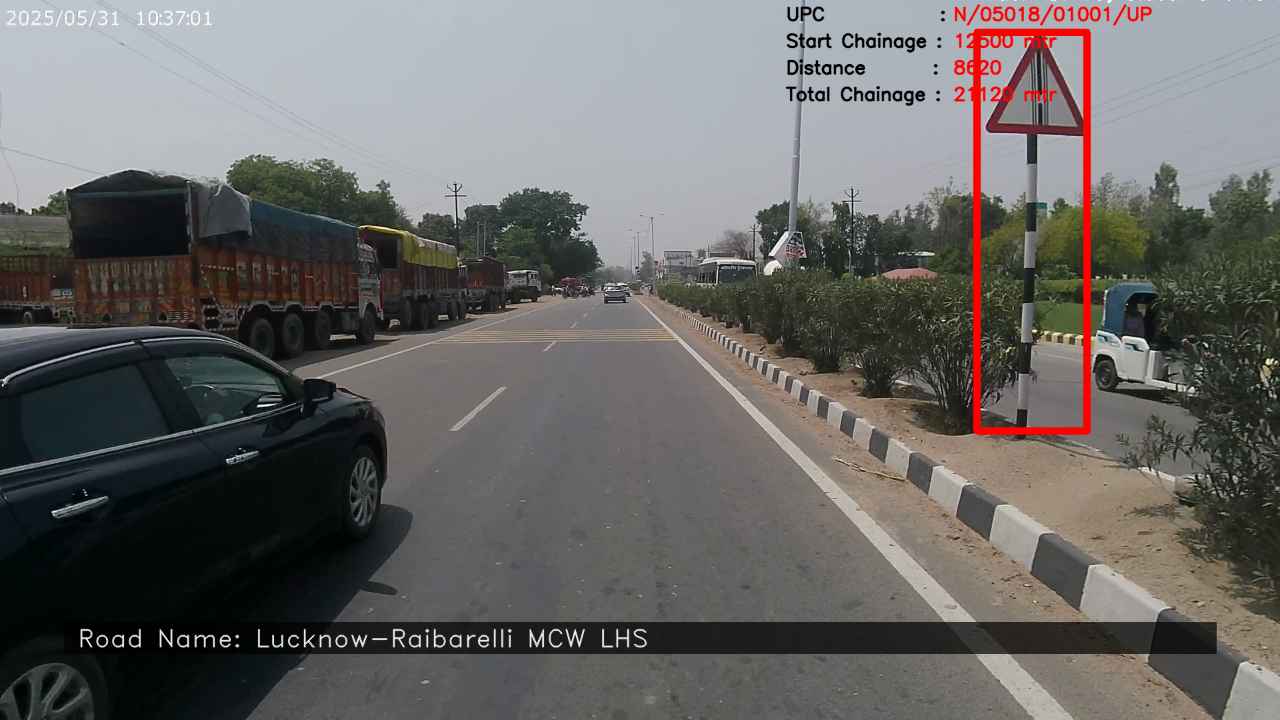 2025/05/31 10:37:01
UPC : N/05018/01001/UP
Start Chainage : 12500 mtr
Distance : 8620
Total Chainage : 21120 mtr
Road Name: Lucknow-Raibarelli MCW LHS